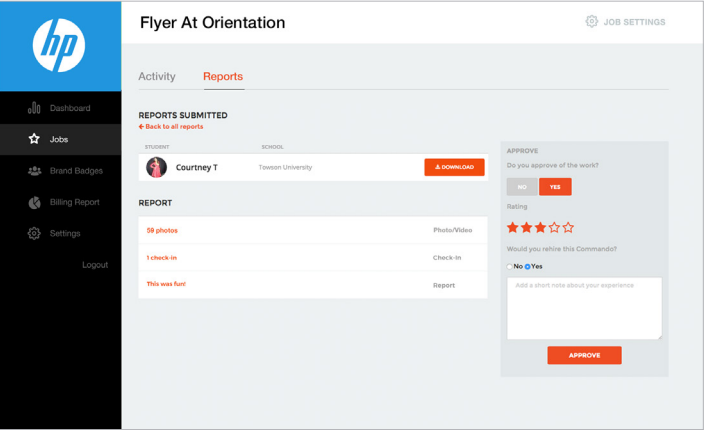 hp
Flyer At Orientation
JOB SETTINGS
Dashboard
Jobs
Brand Badges
Billing Report
Settings
Logout
Activity Reports
REPORTS SUBMITTED
← Back to all reports
STUDENT SCHOOL
Courtney T Towson University DOWNLOAD
REPORT
59 photos Photo/Video
1 check-in Check-In
This was fun! Report
APPROVE
Do you approve of the work?
NO YES
Rating
Would you rehire this Commando?
No Yes
Add a short note about your experience
APPROVE